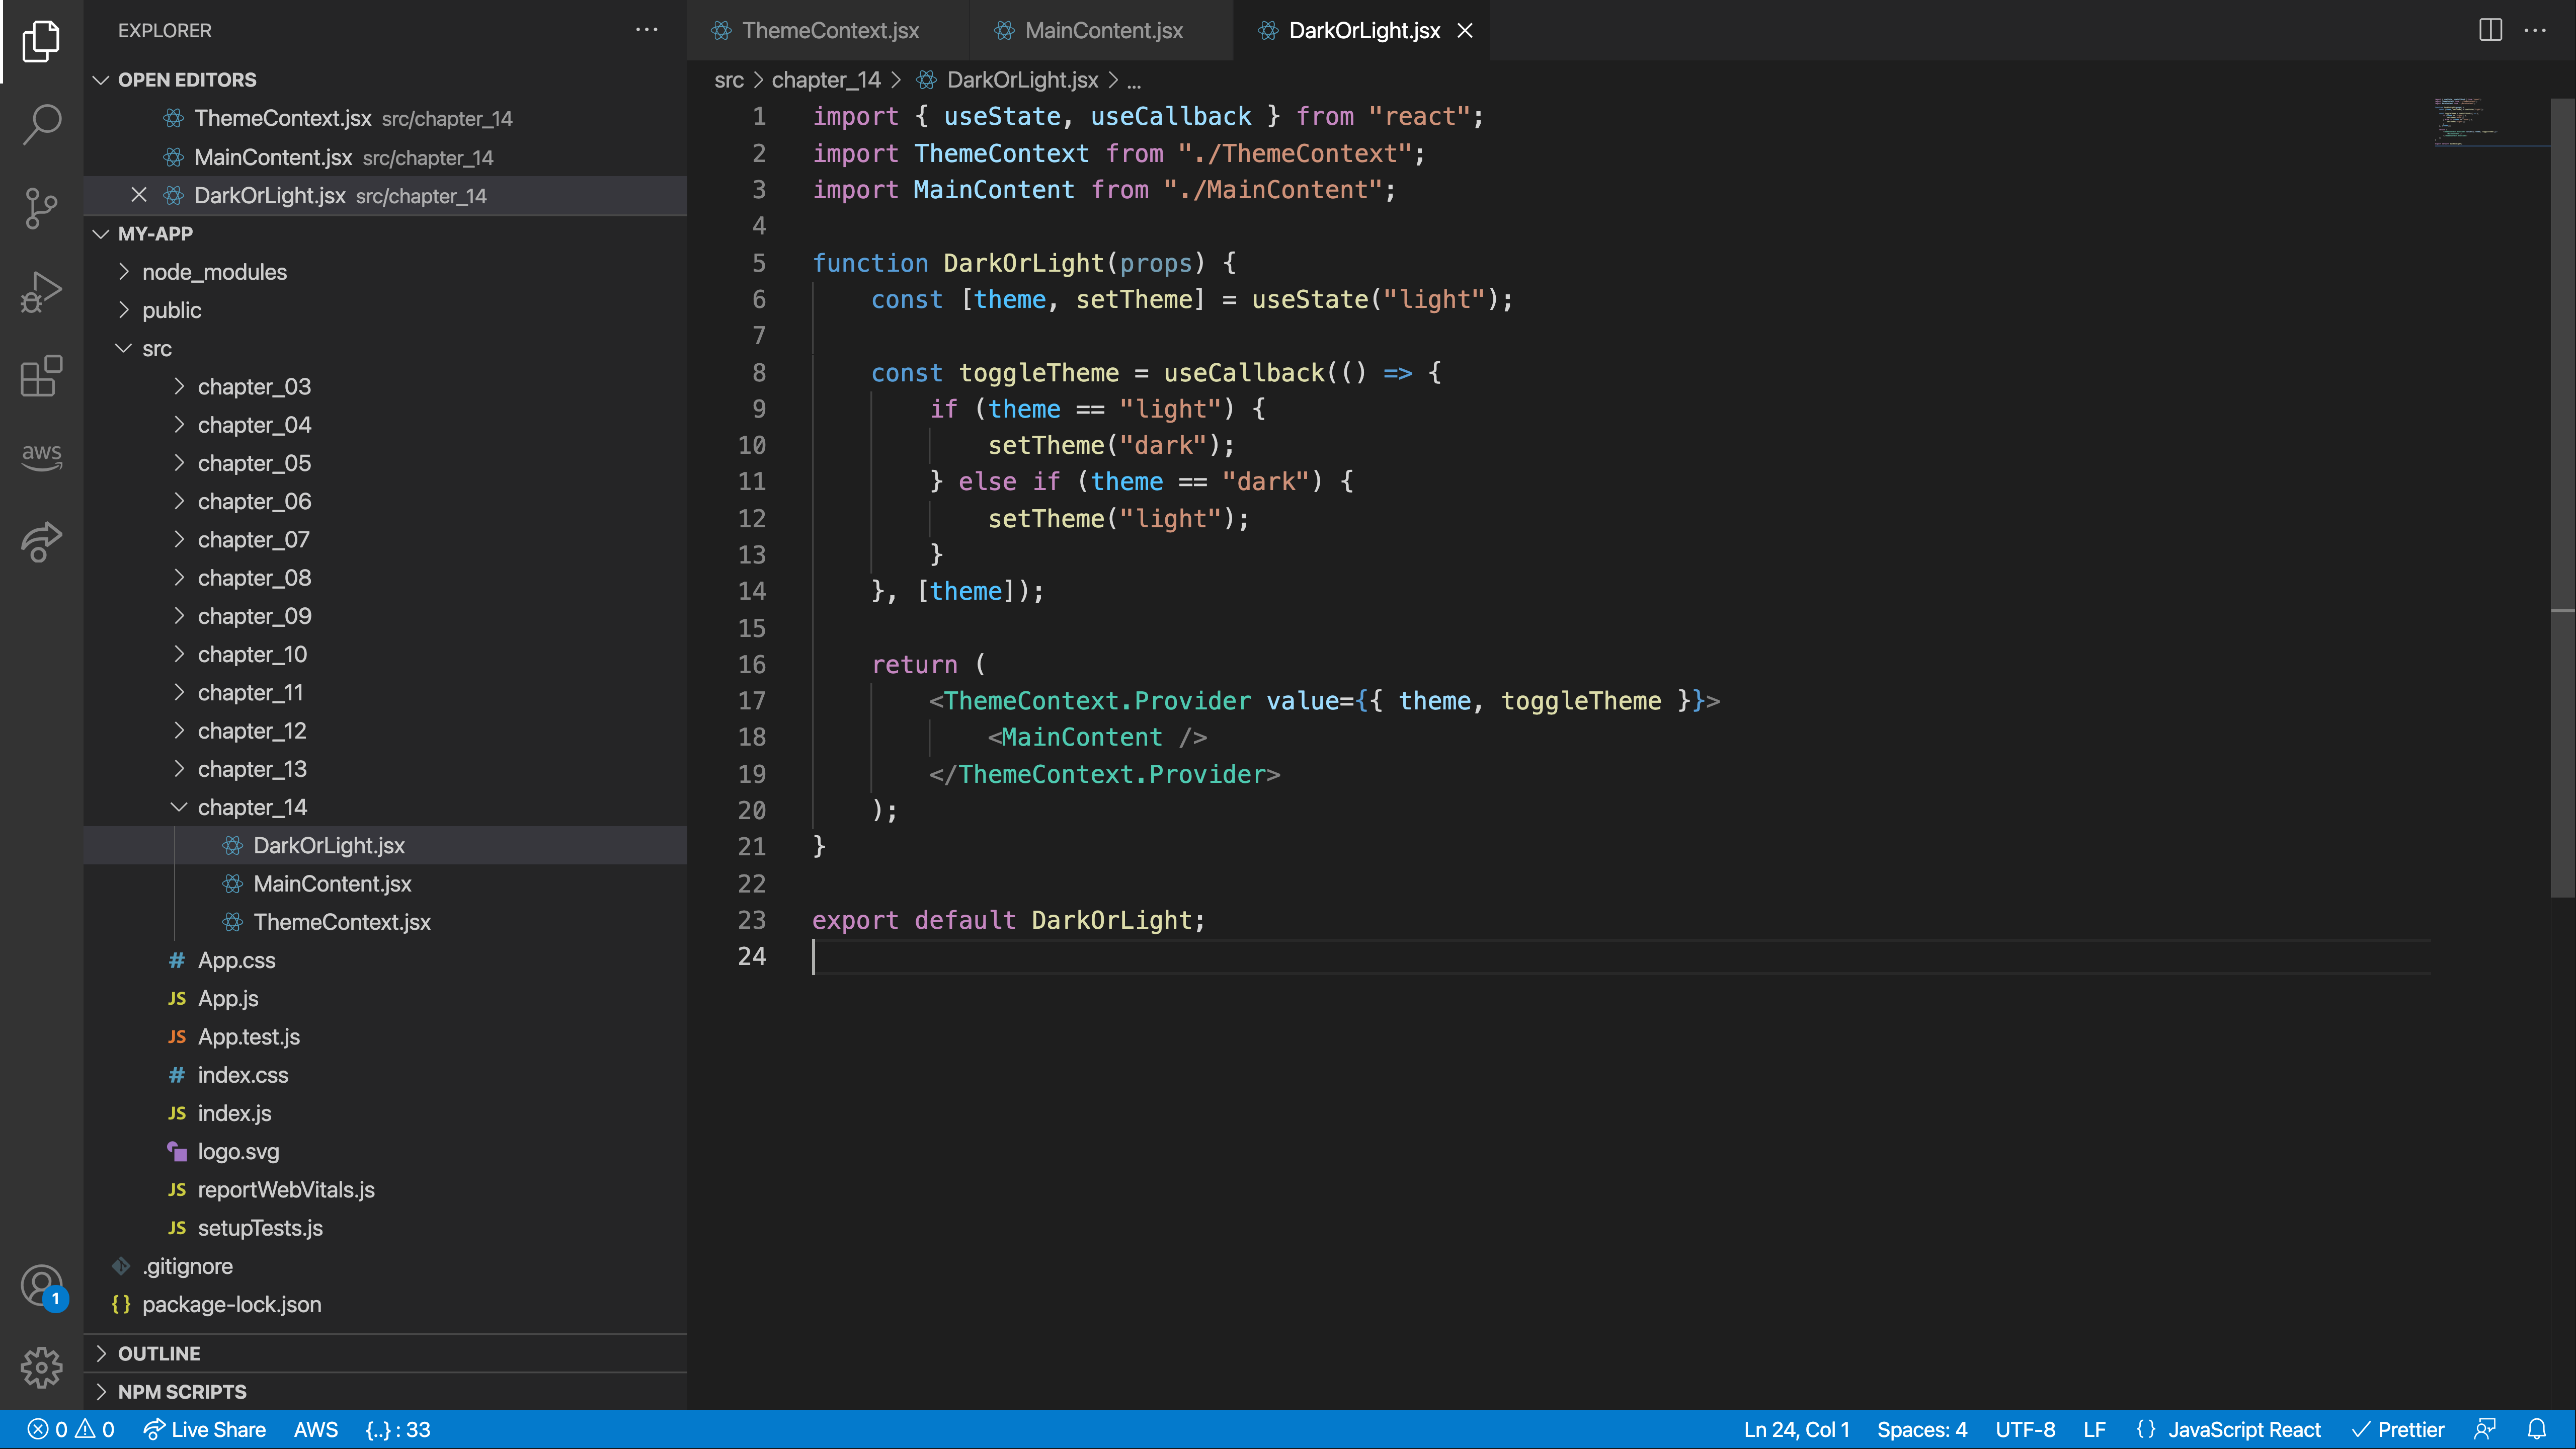 EXPLORER
OPEN EDITORS
ThemeContext.jsx src/chapter_14
MainContent.jsx src/chapter_14
DarkOrLight.jsx src/chapter_14
MY-APP
node_modules
public
src
chapter_03
chapter_04
chapter_05
chapter_06
chapter_07
chapter_08
chapter_09
chapter_10
chapter_11
chapter_12
chapter_13
chapter_14
DarkOrLight.jsx
MainContent.jsx
ThemeContext.jsx
# App.css
JS App.js
JS App.test.js
# index.css
JS index.js
logo.svg
JS reportWebVitals.js
JS setupTests.js
.gitignore
{} package-lock.json
OUTLINE
NPM SCRIPTS
aws
1
ThemeContext.jsx MainContent.jsx DarkOrLight.jsx
src > chapter_14 > DarkOrLight.jsx > ...
1 import { useState, useCallback } from "react";
2 import ThemeContext from "./ThemeContext";
3 import MainContent from "./MainContent";
4
5 function DarkOrLight(props) {
6 const [theme, setTheme] = useState("light");
7
8 const toggleTheme = useCallback(() => {
9 if (theme == "light") {
10 setTheme("dark");
11 } else if (theme == "dark") {
12 setTheme("light");
13 }
14 }, [theme]);
15
16 return (
17 <ThemeContext.Provider value={{ theme, toggleTheme }}>
18 <MainContent />
19 </ThemeContext.Provider>
20 );
21 }
22
23 export default DarkOrLight;
24
0 0 Live Share AWS {..} : 33 Ln 24, Col 1 Spaces: 4 UTF-8 LF {} JavaScript React Prettier